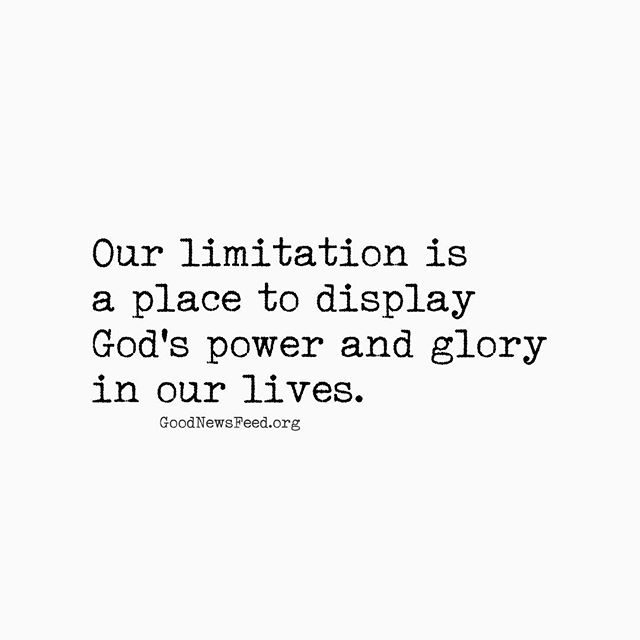 Our limitation is
a place to display
God's power and glory
in our lives.
GoodNewsFeed.org